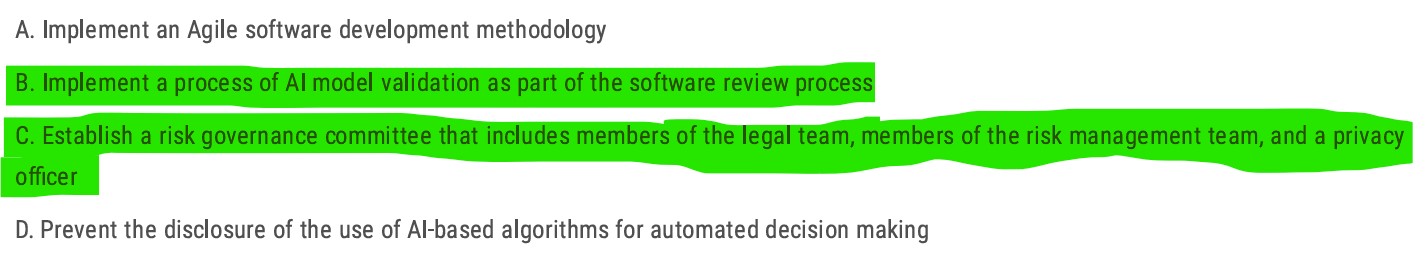 A. Implement an Agile software development methodology
B. Implement a process of AI model validation as part of the software review process
C. Establish a risk governance committee that includes members of the legal team, members of the risk management team, and a privacy
officer
D. Prevent the disclosure of the use of AI-based algorithms for automated decision making